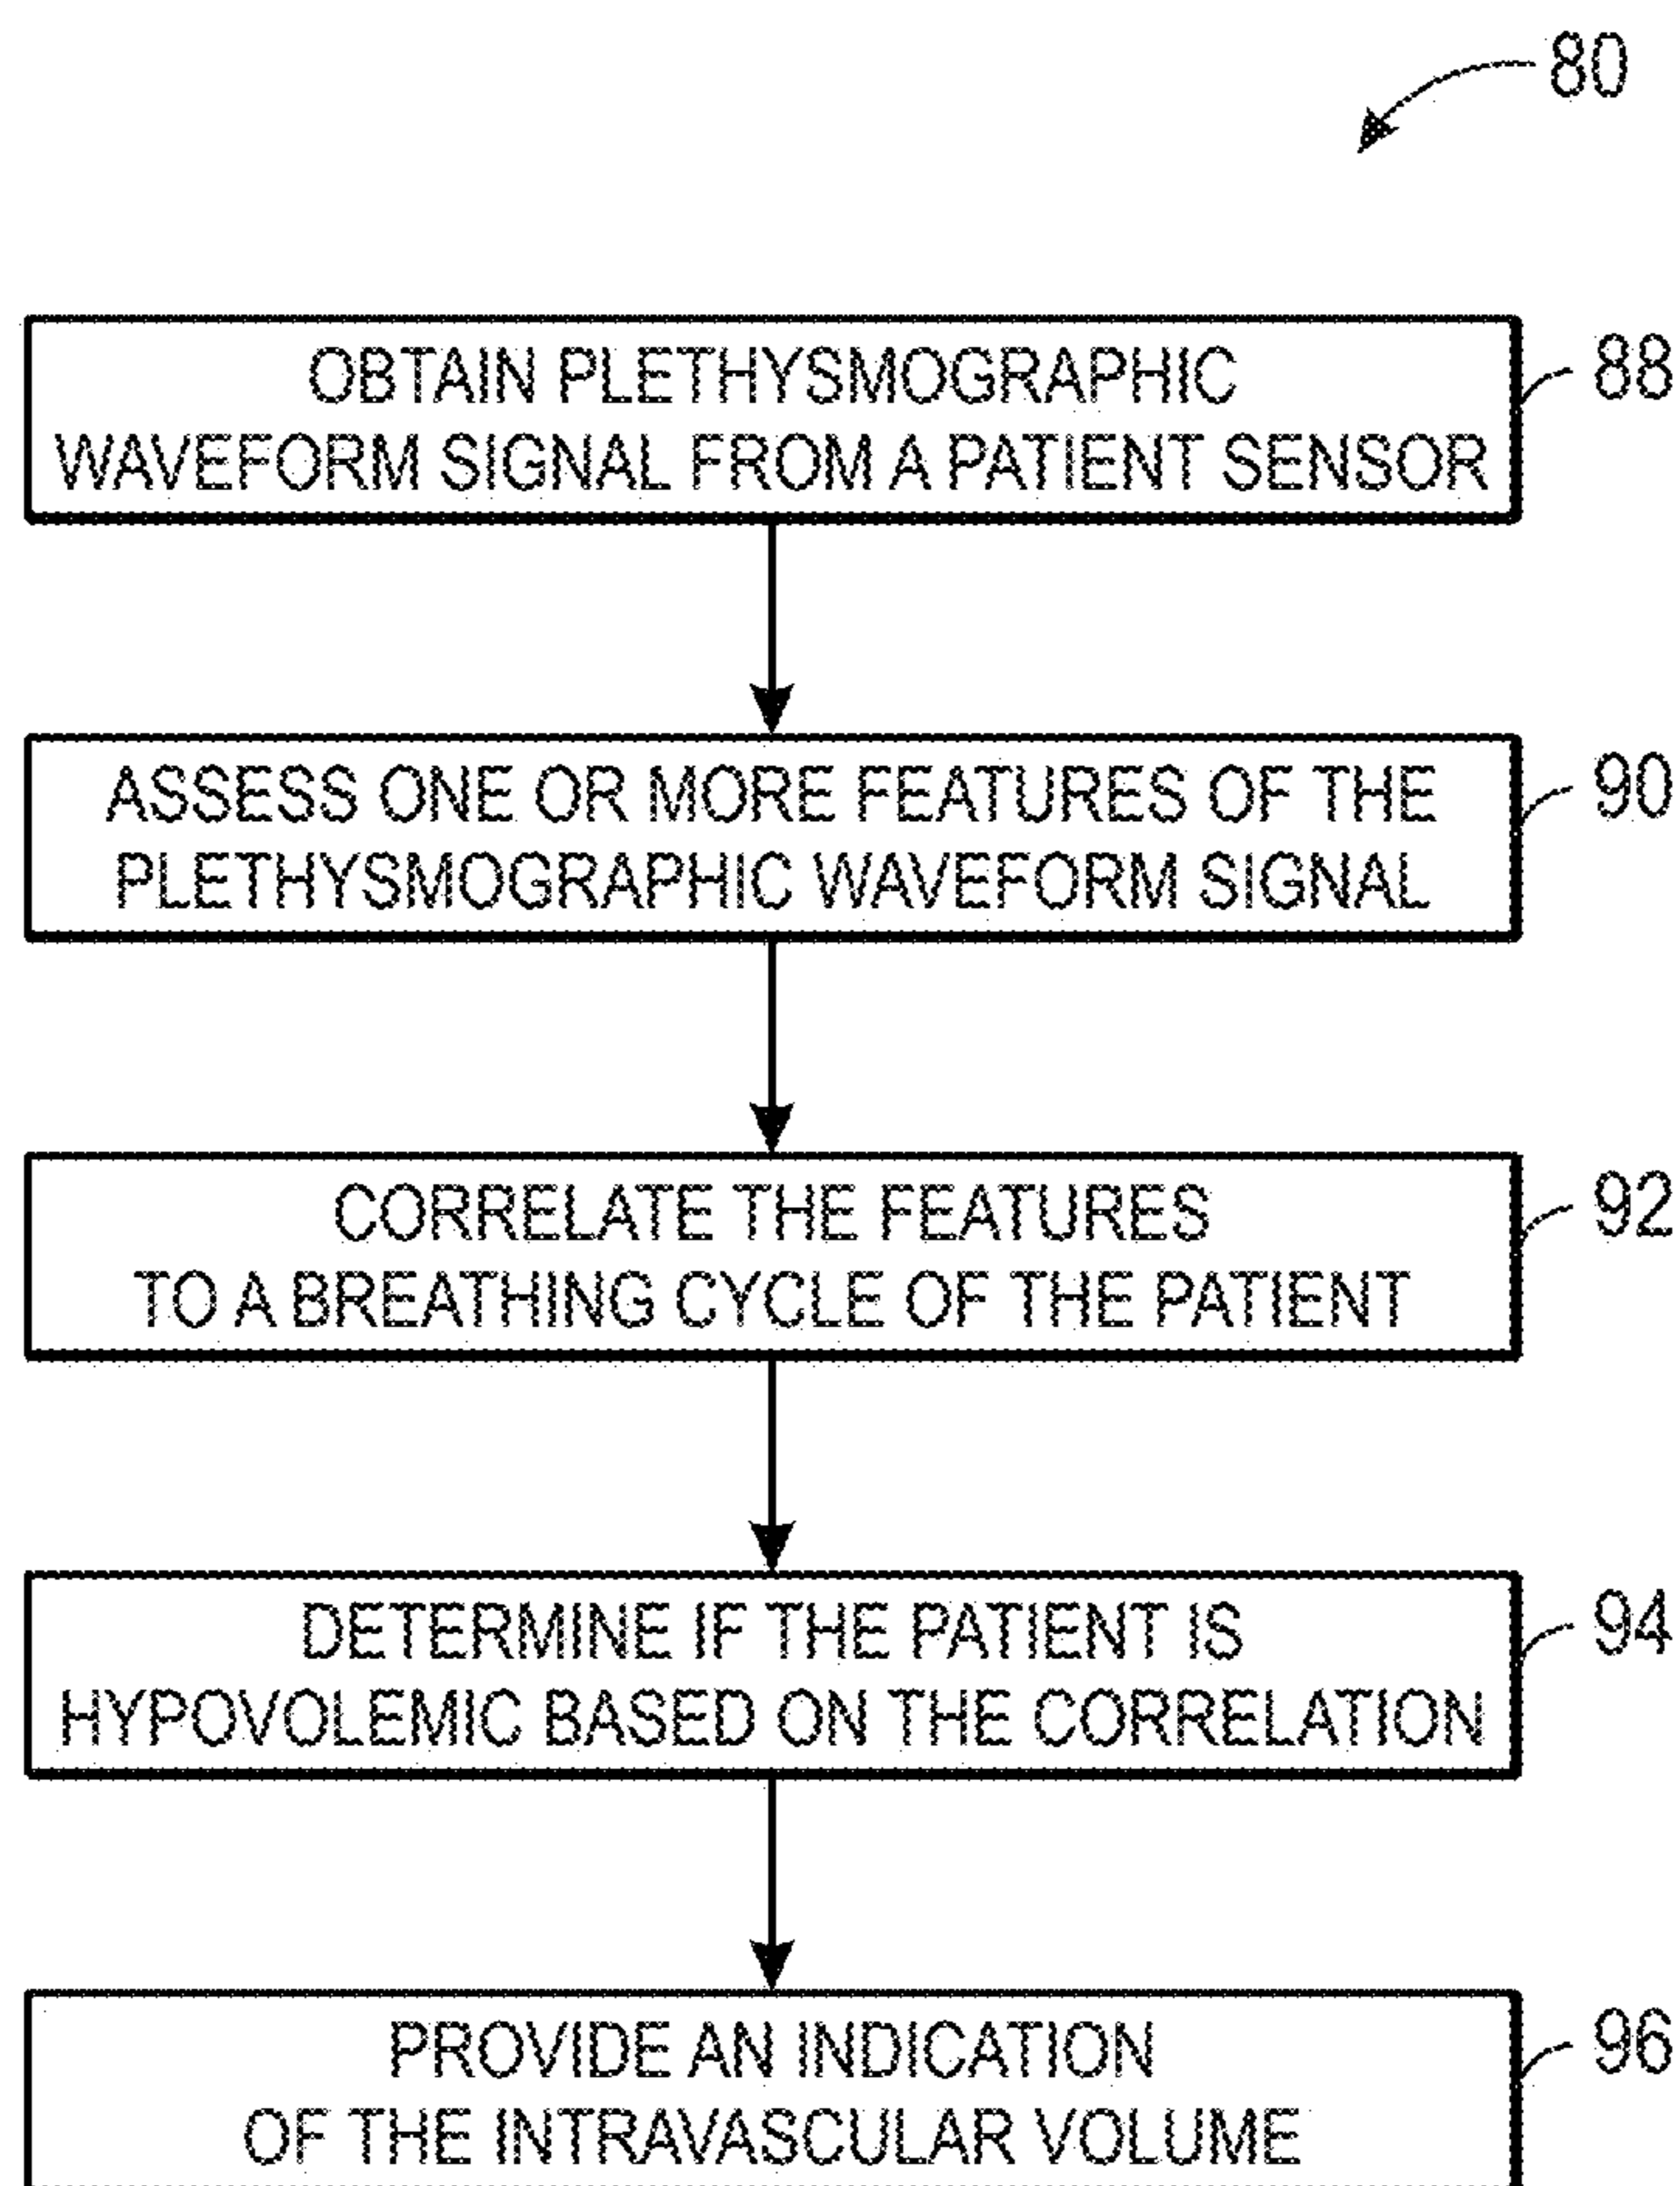 80
OBTAIN PLETHYSMOGRAPHIC
WAVEFORM SIGNAL FROM A PATIENT SENSOR
88
ASSESS ONE OR MORE FEATURES OF THE
PLETHYSMOGRAPHIC WAVEFORM SIGNAL
90
CORRELATE THE FEATURES
TO A BREATHING CYCLE OF THE PATIENT
92
DETERMINE IF THE PATIENT IS
HYPOVOLEMIC BASED ON THE CORRELATION
94
PROVIDE AN INDICATION
OF THE INTRAVASCULAR VOLUME
96